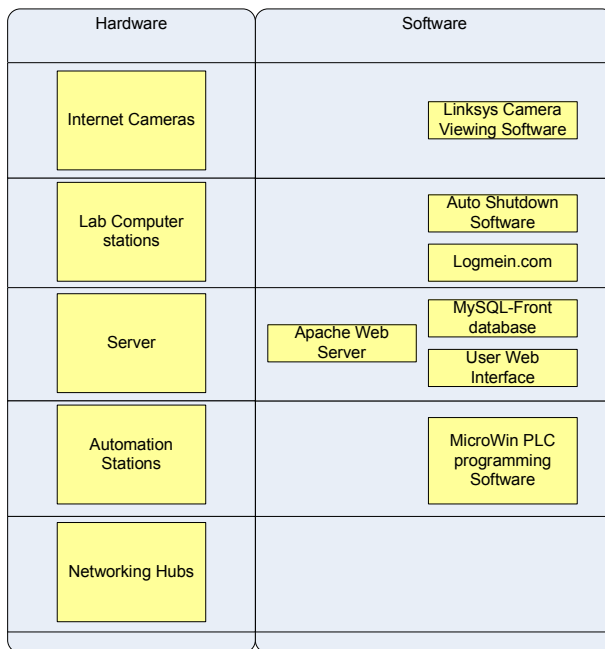 Hardware
Software
Internet Cameras
Linksys Camera
Viewing Software
Lab Computer
stations
Auto Shutdown
Software
Logmein.com
Server
Apache Web
Server
MySQL-Front
database
User Web
Interface
Automation
Stations
MicroWin PLC
programming
Software
Networking Hubs